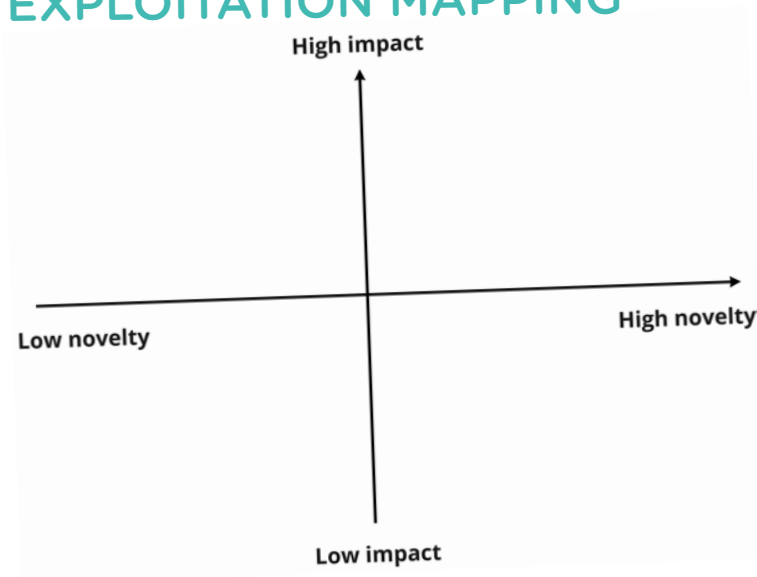 EXPLOITATION MAPPING
High impact
Low novelty
High novelty
Low impact